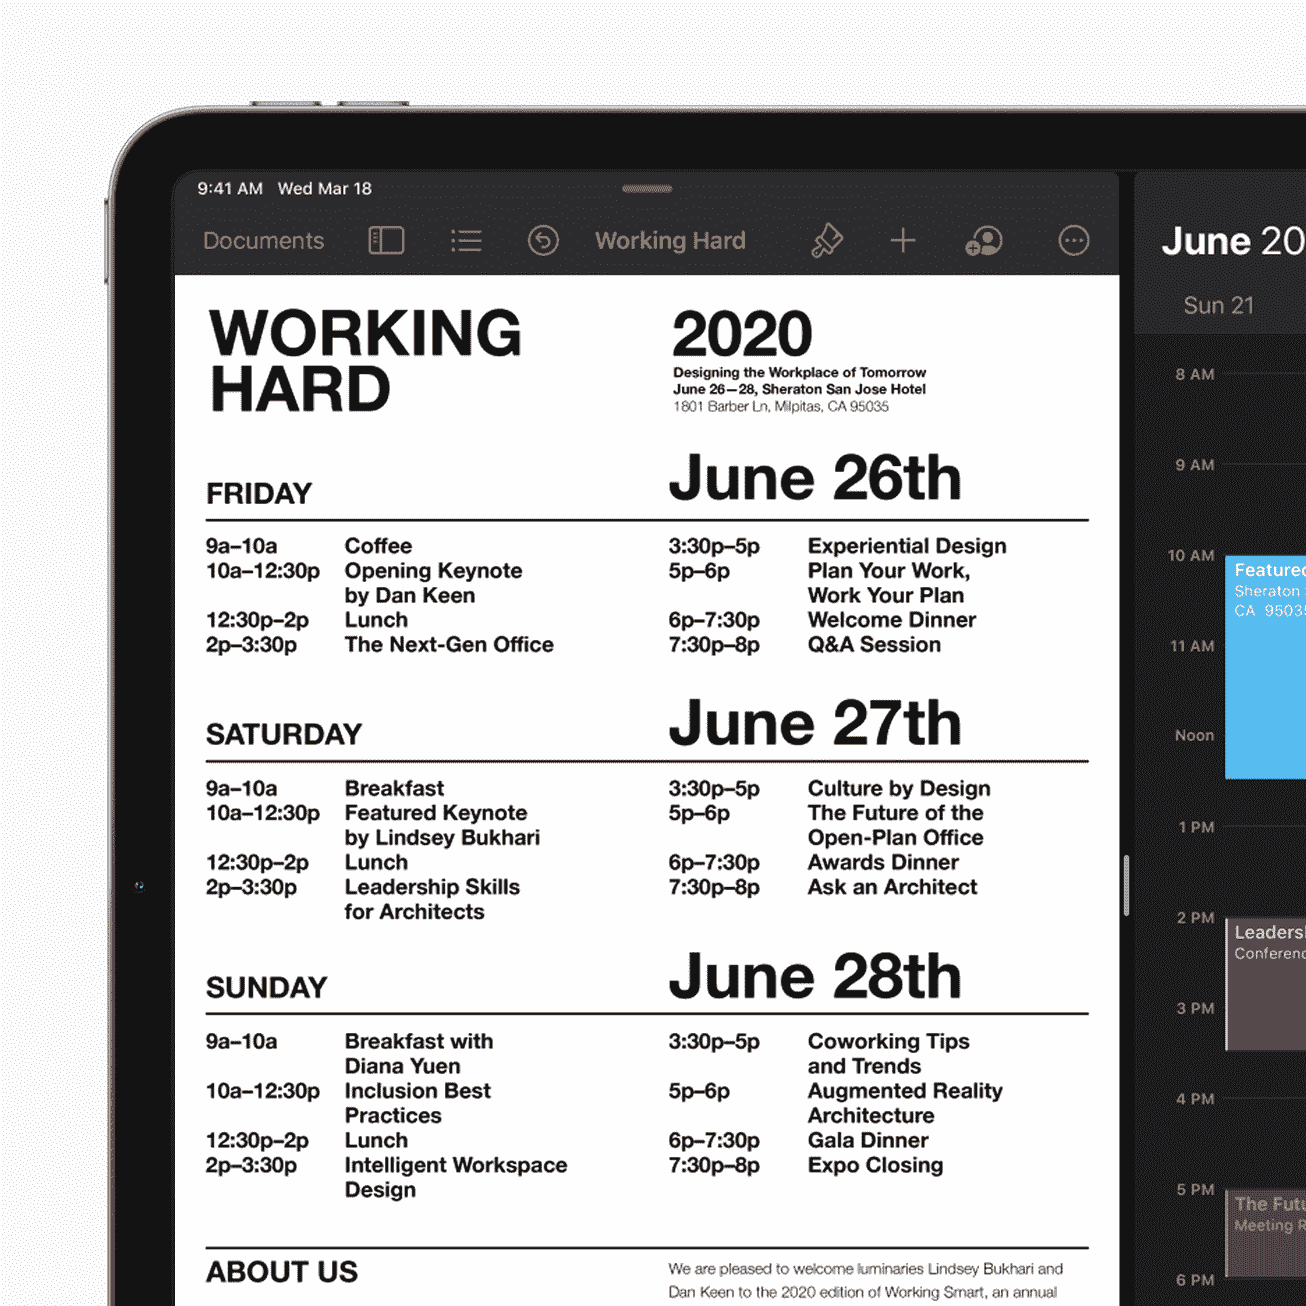 9:41 AM Wed Mar 18
Documents
Working Hard
WORKING
HARD
2020
Designing the Workplace of Tomorrow
June 26—28, Sheraton San Jose Hotel
1801 Barber Ln, Milpitas, CA 95035
FRIDAY
June 26th
9a–10a Coffee
10a–12:30p Opening Keynote
by Dan Keen
12:30p–2p Lunch
2p–3:30p The Next-Gen Office
3:30p–5p Experiential Design
5p–6p Plan Your Work,
Work Your Plan
6p–7:30p Welcome Dinner
7:30p–8p Q&A Session
SATURDAY
June 27th
9a–10a Breakfast
10a–12:30p Featured Keynote
by Lindsey Bukhari
12:30p–2p Lunch
2p–3:30p Leadership Skills
for Architects
3:30p–5p Culture by Design
5p–6p The Future of the
Open-Plan Office
6p–7:30p Awards Dinner
7:30p–8p Ask an Architect
SUNDAY
June 28th
9a–10a Breakfast with
Diana Yuen
10a–12:30p Inclusion Best
Practices
12:30p–2p Lunch
2p–3:30p Intelligent Workspace
Design
3:30p–5p Coworking Tips
and Trends
5p–6p Augmented Reality
Architecture
6p–7:30p Gala Dinner
7:30p–8p Expo Closing
ABOUT US
We are pleased to welcome luminaries Lindsey Bukhari and
Dan Keen to the 2020 edition of Working Smart, an annual
June 20
Sun 21
8 AM
9 AM
10 AM
Featured
Sheraton
CA 95035
11 AM
Noon
1 PM
2 PM
Leaders
Conferenc
3 PM
4 PM
5 PM
The Futu
Meeting R
6 PM